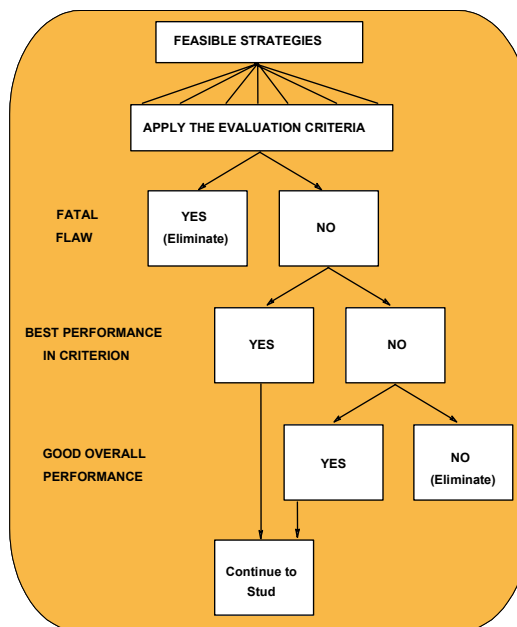 FEASIBLE STRATEGIES
APPLY THE EVALUATION CRITERIA
FATAL
FLAW
YES
(Eliminate)
NO
BEST PERFORMANCE
IN CRITERION
YES
NO
GOOD OVERALL
PERFORMANCE
YES
NO
(Eliminate)
Continue to
Stud